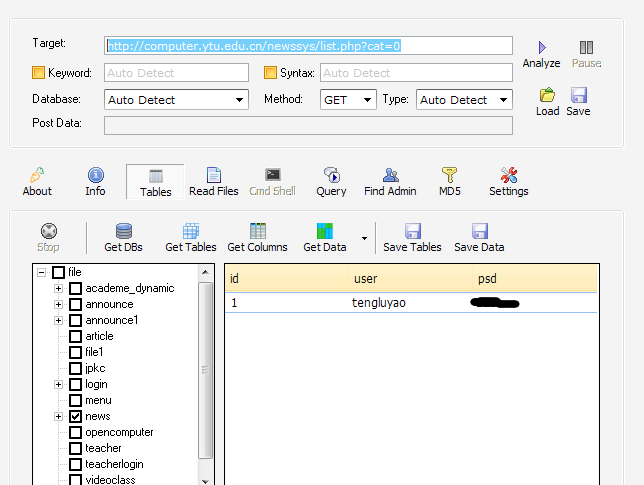 Target: http://computer.ytu.edu.cn/newssys/list.php?cat=0
Analyze Pause
Keyword: Auto Detect Syntax: Auto Detect
Database: Auto Detect Method: GET Type: Auto Detect
Load Save
Post Data:
About Info Tables Read Files Cmd Shell Query Find Admin MD5 Settings
Stop Get DBs Get Tables Get Columns Get Data Save Tables Save Data
file
academe_dynamic
announce
announce1
article
file1
jpkc
login
menu
news
opencomputer
teacher
teacherlogin
videoclass
id user psd
1 tengluyao